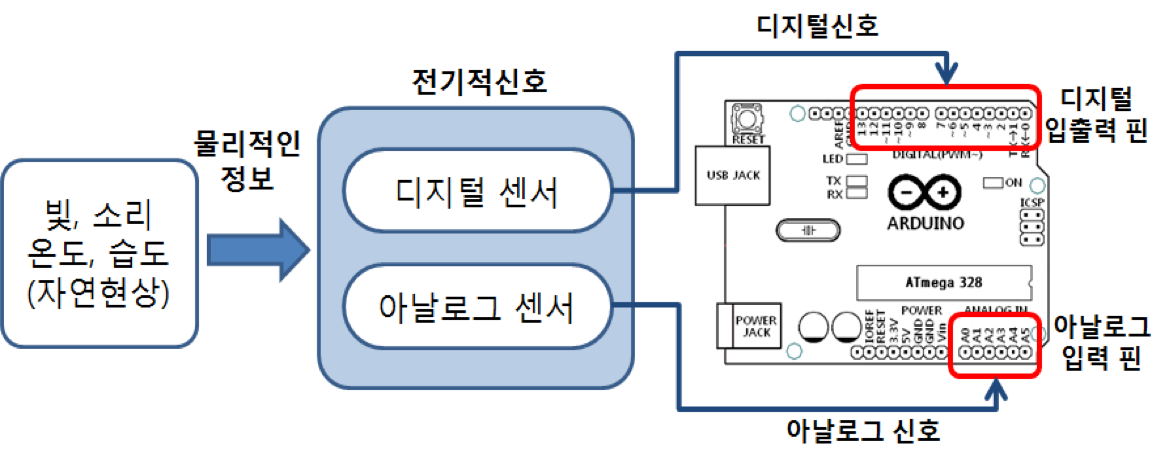 디지털신호
전기적신호
디지털
입출력 핀
물리적인
정보
빛, 소리
온도, 습도
(자연현상)
디지털 센서
아날로그 센서
RESET
AREF
GND
13
12
~11
~10
~9
8
7
~6
~5
4
~3
2
TX→1
RX←0
DIGITAL(PWM~)
LED
USB JACK
TX
RX
ON
ICSP
ARDUINO
ATmega 328
POWER
ANALOG IN
POWER
JACK
IOREF
RESET
3.3V
5V
GND
GND
Vin
A0
A1
A2
A3
A4
A5
아날로그
입력 핀
아날로그 신호